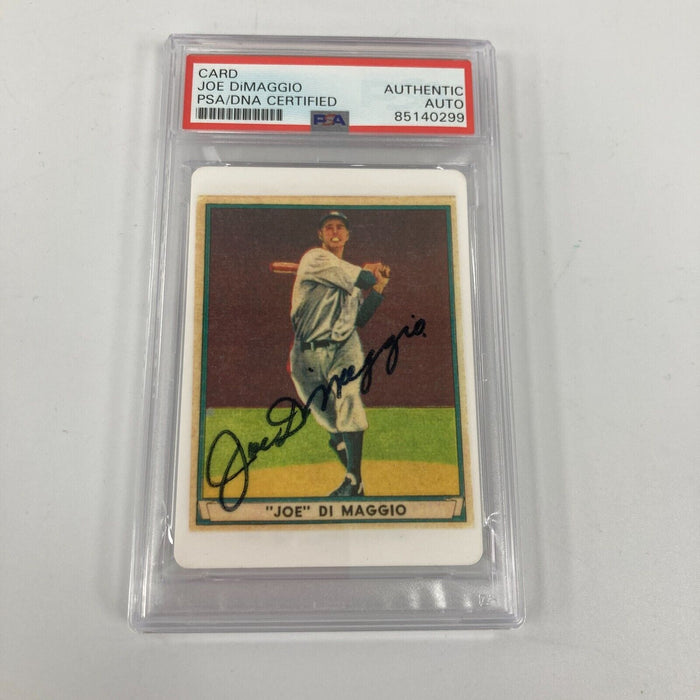 CARD
JOE DiMAGGIO
PSA/DNA CERTIFIED
AUTHENTIC
AUTO
85140299
PSA
Joe DiMaggio
"JOE" DI MAGGIO